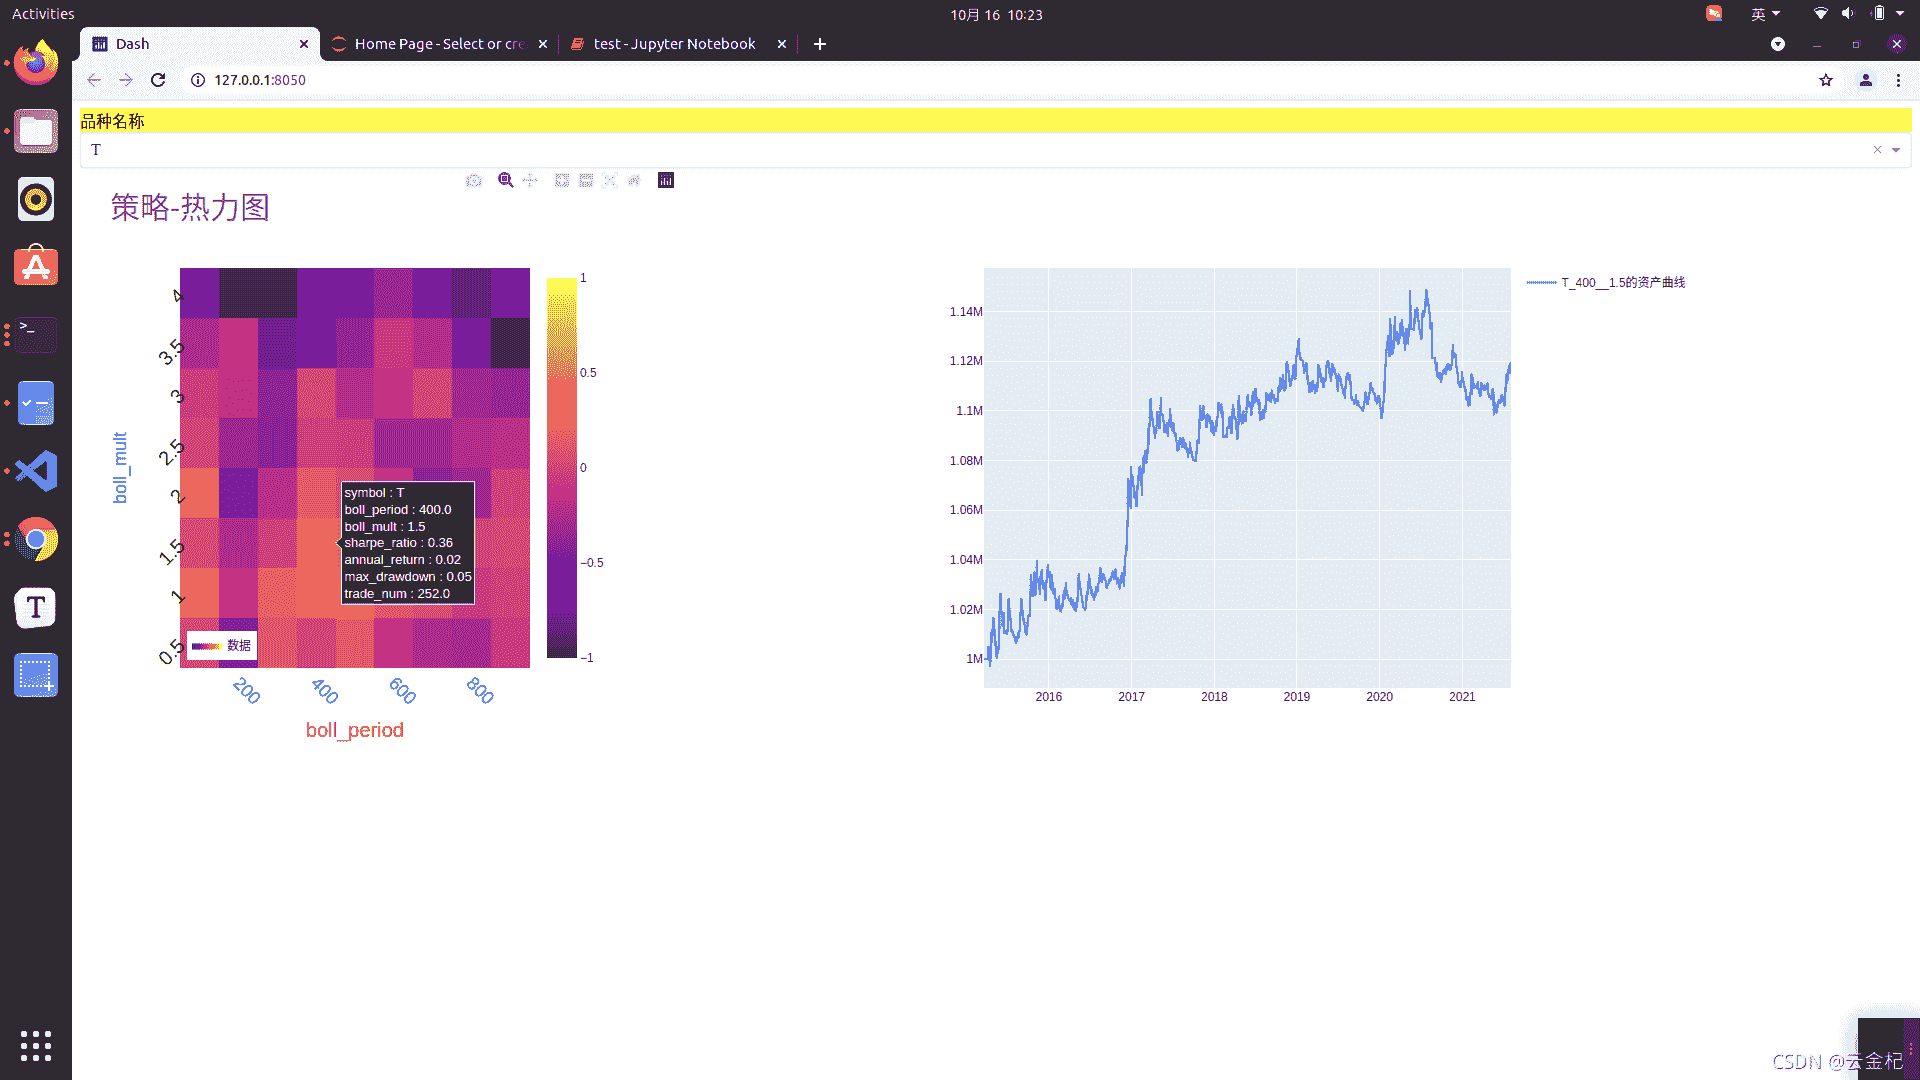 Activities
10月 16 10:23
英
Dash
Home Page - Select or cre
test - Jupyter Notebook
127.0.0.1:8050
品种名称
T
策略-热力图
boll_mult
4
3.5
3
2.5
2
1.5
1
0.5
200
400
600
800
boll_period
数据
symbol : T
boll_period : 400.0
boll_mult : 1.5
sharpe_ratio : 0.36
annual_return : 0.02
max_drawdown : 0.05
trade_num : 252.0
1
0.5
0
−0.5
−1
1.14M
1.12M
1.1M
1.08M
1.06M
1.04M
1.02M
1M
2016
2017
2018
2019
2020
2021
T_400__1.5的资产曲线
CSDN @云金杞